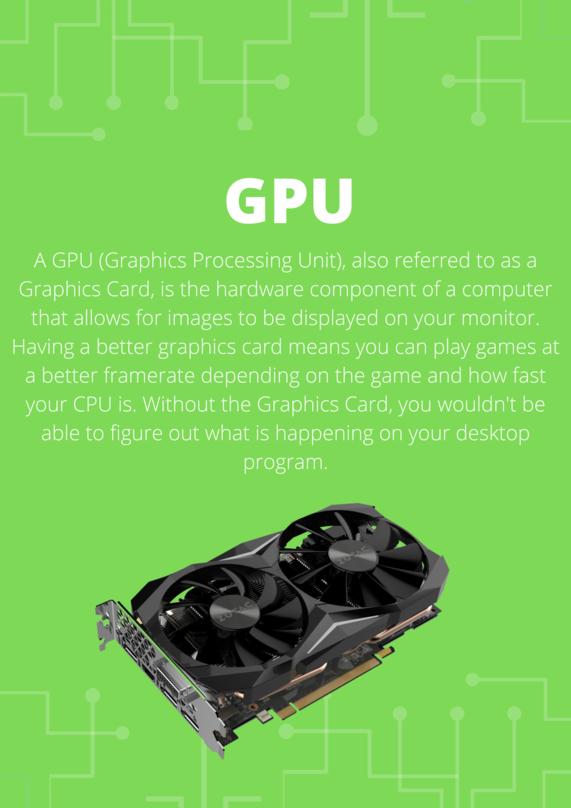 GPU
A GPU (Graphics Processing Unit), also referred to as a
Graphics Card, is the hardware component of a computer
that allows for images to be displayed on your monitor.
Having a better graphics card means you can play games at
a better framerate depending on the game and how fast
your CPU is. Without the Graphics Card, you wouldn't be
able to figure out what is happening on your desktop
program.
ZOTAC
ZOTAC